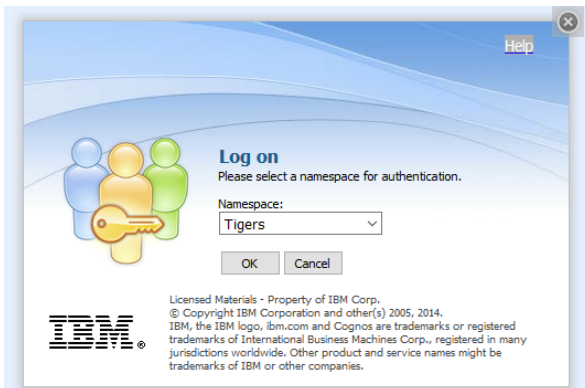 Help
Log on
Please select a namespace for authentication.
Namespace:
Tigers
OK Cancel
Licensed Materials - Property of IBM Corp.
© Copyright IBM Corporation and other(s) 2005, 2014.
IBM, the IBM logo, ibm.com and Cognos are trademarks or registered
trademarks of International Business Machines Corp., registered in many
jurisdictions worldwide. Other product and service names might be
trademarks of IBM or other companies.
IBM®